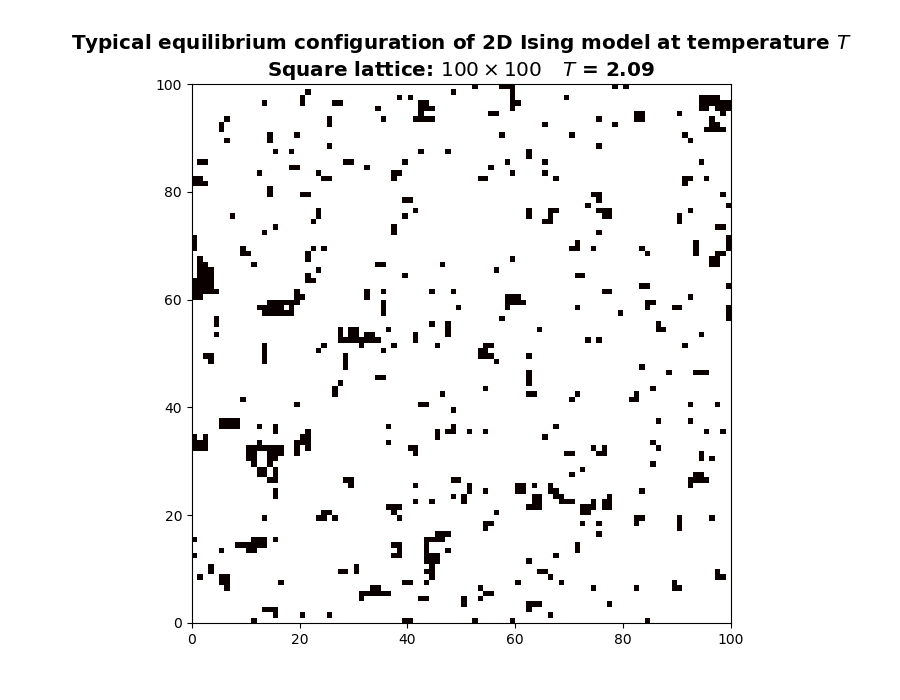 Typical equilibrium configuration of 2D Ising model at temperature T
Square lattice: 100 × 100 T = 2.09
100
80
60
40
20
0
0 20 40 60 80 100